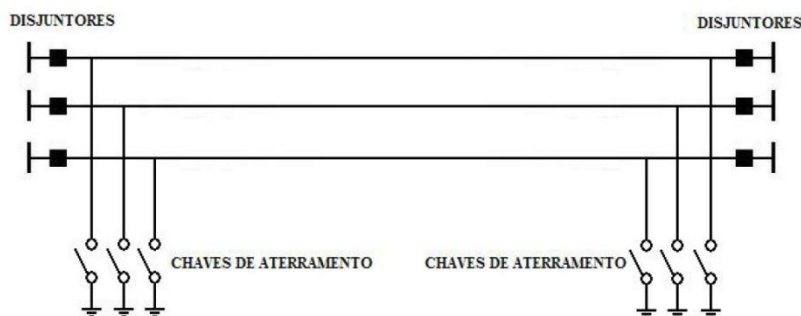 DISJUNTORES
DISJUNTORES
CHAVES DE ATERRAMENTO
CHAVES DE ATERRAMENTO